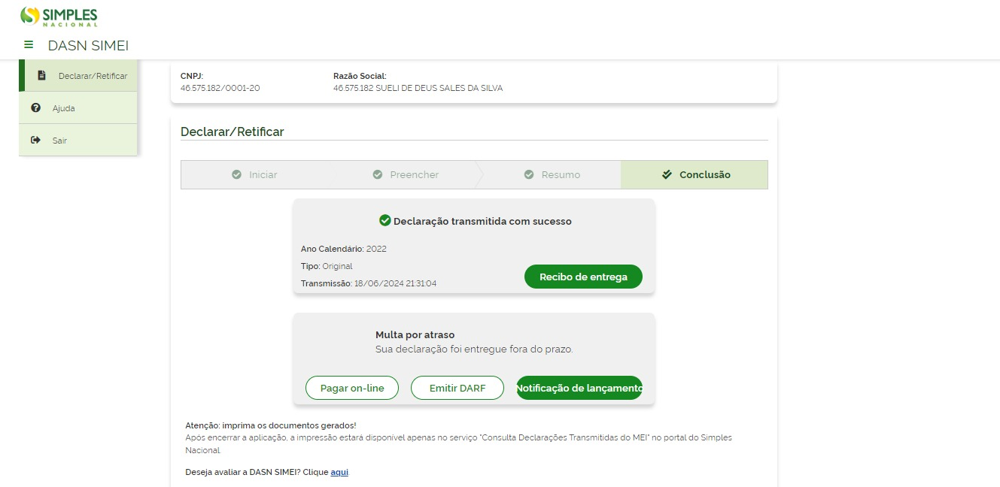 SIMPLES
NACIONAL
DASN SIMEI
Declarar/Retificar
Ajuda
Sair
CNPJ:
46.575.182/0001-20
Razão Social:
46.575.182 SUELI DE DEUS SALES DA SILVA
Declarar/Retificar
Iniciar
Preencher
Resumo
Conclusão
Declaração transmitida com sucesso
Ano Calendário: 2022
Tipo: Original
Transmissão: 18/06/2024 21:31:04
Recibo de entrega
Multa por atraso
Sua declaração foi entregue fora do prazo.
Pagar on-line
Emitir DARF
Notificação de lançamento
Atenção: imprima os documentos gerados!
Após encerrar a aplicação, a impressão estará disponível apenas no serviço "Consulta Declarações Transmitidas do MEI" no portal do Simples
Nacional.
Deseja avaliar a DASN SIMEI? Clique aqui.